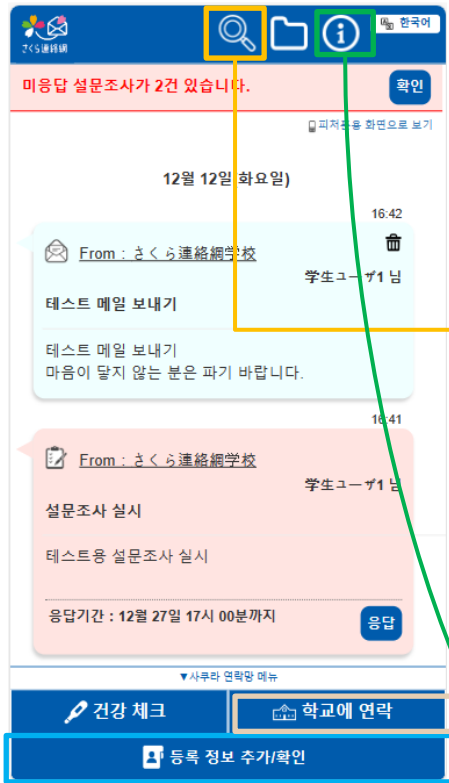 さくら連絡網
한국어
미응답 설문조사가 2건 있습니다.
확인
피처폰용 화면으로 보기
12월 12일(화요일)
16:42
From : さくら連絡網学校
学生ユーザ1 님
테스트 메일 보내기
테스트 메일 보내기
마음이 닿지 않는 분은 파기 바랍니다.
16:41
From : さくら連絡網学校
学生ユーザ1 님
설문조사 실시
테스트용 설문조사 실시
응답기간 : 12월 27일 17시 00분까지
응답
▼사쿠라 연락망 메뉴
건강 체크
학교에 연락
등록 정보 추가/확인